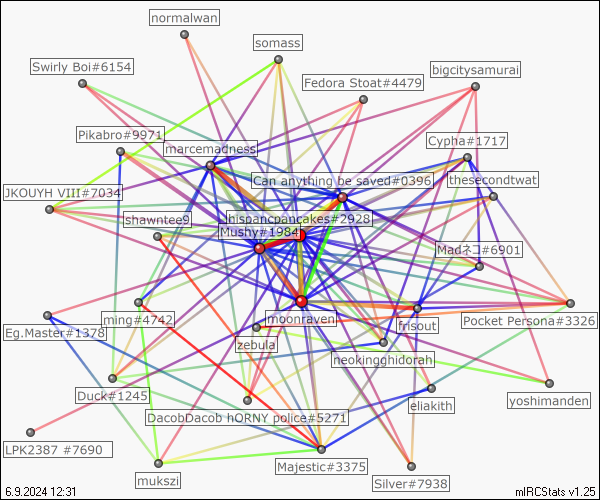 normalwan
somass
Swirly Boi#6154
bigcitysamurai
Fedora Stoat#4479
Pikabro#9971
Cypha#1717
marcemadness
Can anything be saved#0396
thesecondtwat
JKOUYH VIII#7034
shawntee9
hispancpancakes#2928
Mushy#1984
Madネコ#6901
ming#4742
moonraven
Pocket Persona#3326
Eg.Master#1378
frisout
zebula
neokingghidorah
Duck#1245
yoshimanden
DacobDacob hORNY police#5271
eliakith
LPK2387 #7690
Majestic#3375
mukszi
Silver#7938
6.9.2024 12:31
mIRCStats v1.25